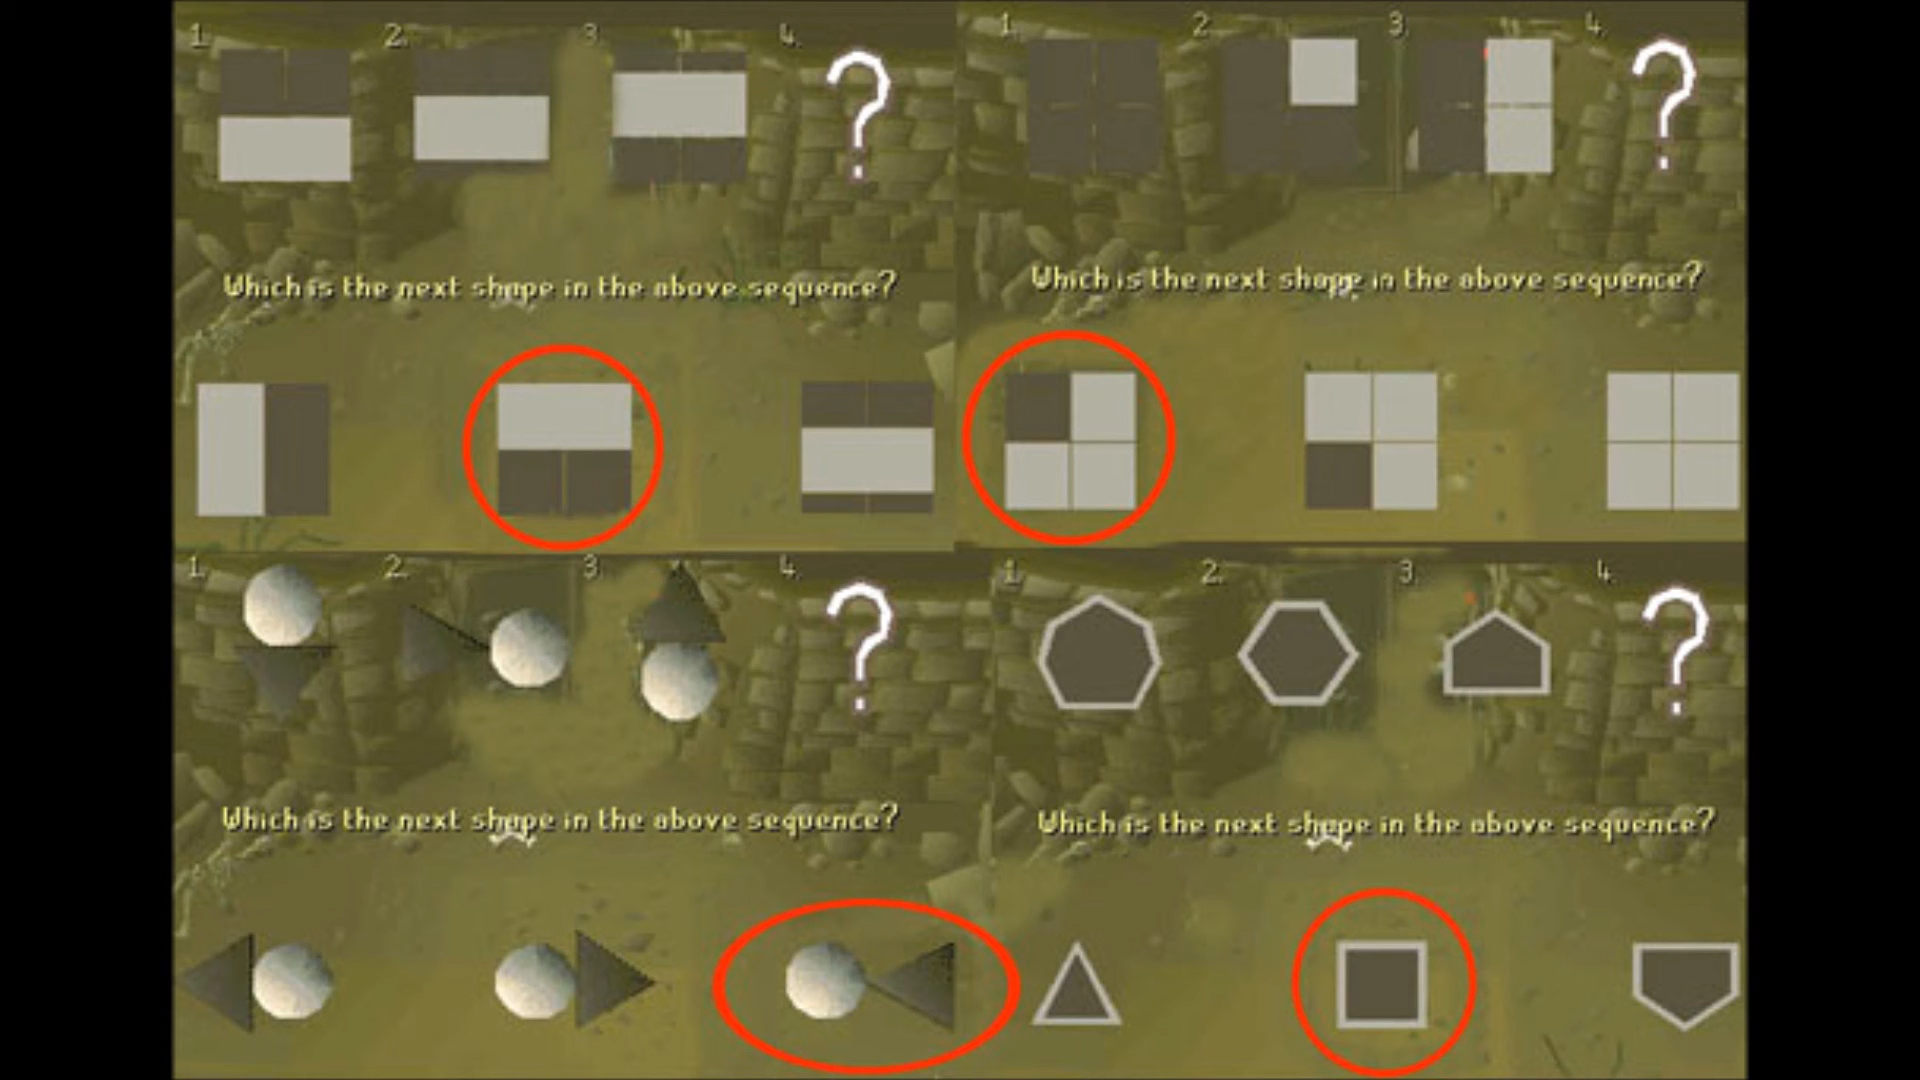 1. 2. 3. 4. ?
Which is the next shape in the above sequence?
1. 2. 3 4. ?
Which is the next shape in the above sequence?
1. 2. 3. 4. ?
Which is the next shape in the above sequence?
1. 2. 3. 4. ?
Which is the next shape in the above sequence?